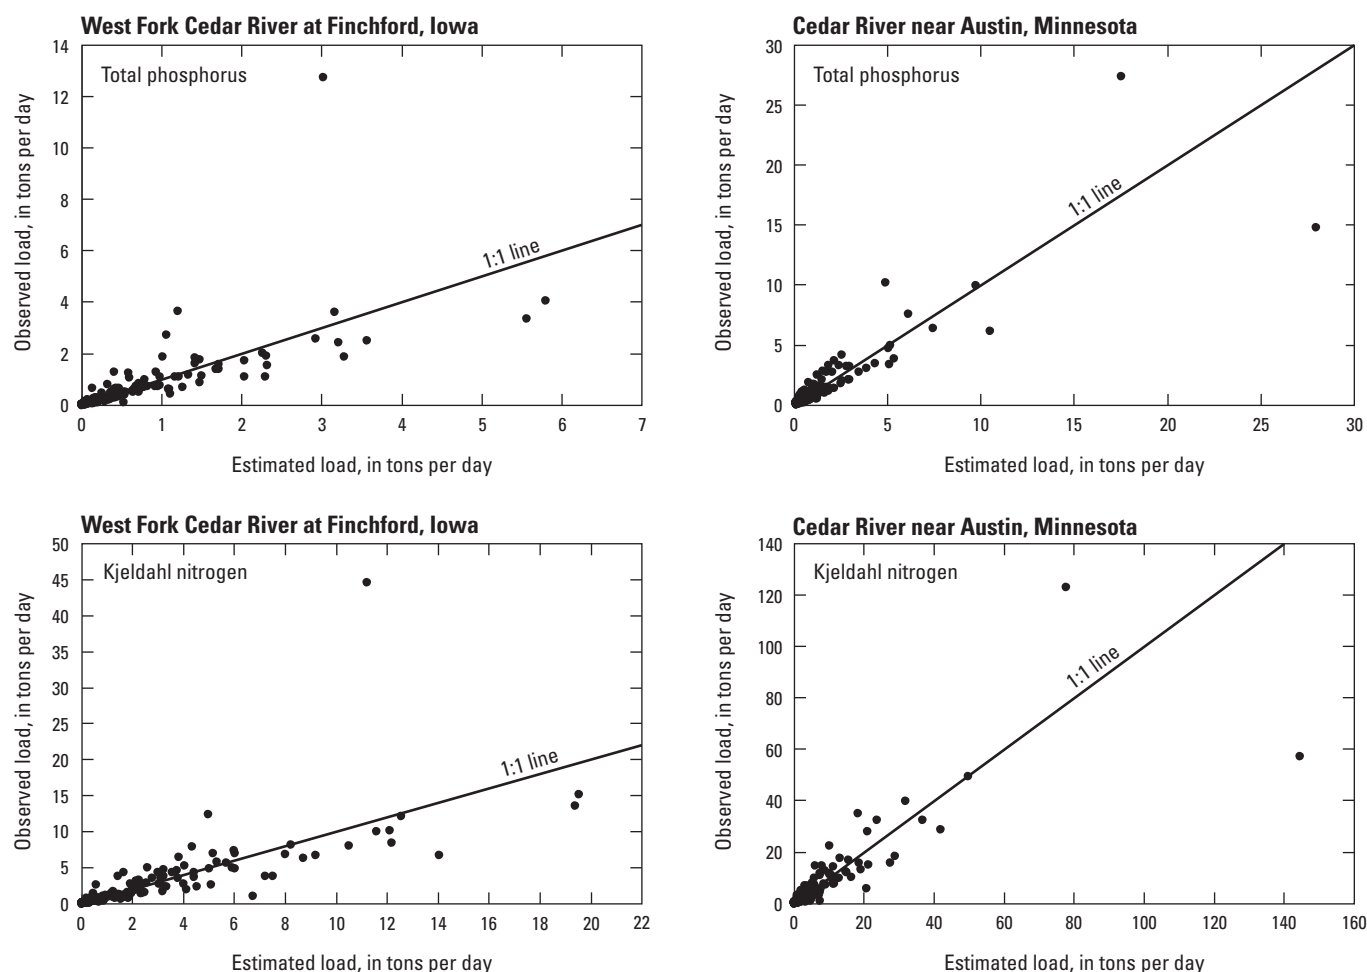 West Fork Cedar River at Finchford, Iowa
14
12
10
8
6
4
2
0
Total phosphorus
1:1 line
Observed load, in tons per day
0 1 2 3 4 5 6 7
Estimated load, in tons per day
Cedar River near Austin, Minnesota
30
25
20
15
10
5
0
Total phosphorus
1:1 line
Observed load, in tons per day
0 5 10 15 20 25 30
Estimated load, in tons per day
West Fork Cedar River at Finchford, Iowa
50
45
40
35
30
25
20
15
10
5
0
Kjeldahl nitrogen
1:1 line
Observed load, in tons per day
0 2 4 6 8 10 12 14 16 18 20 22
Estimated load, in tons per day
Cedar River near Austin, Minnesota
140
120
100
80
60
40
20
0
Kjeldahl nitrogen
1:1 line
Observed load, in tons per day
0 20 40 60 80 100 120 140 160
Estimated load, in tons per day